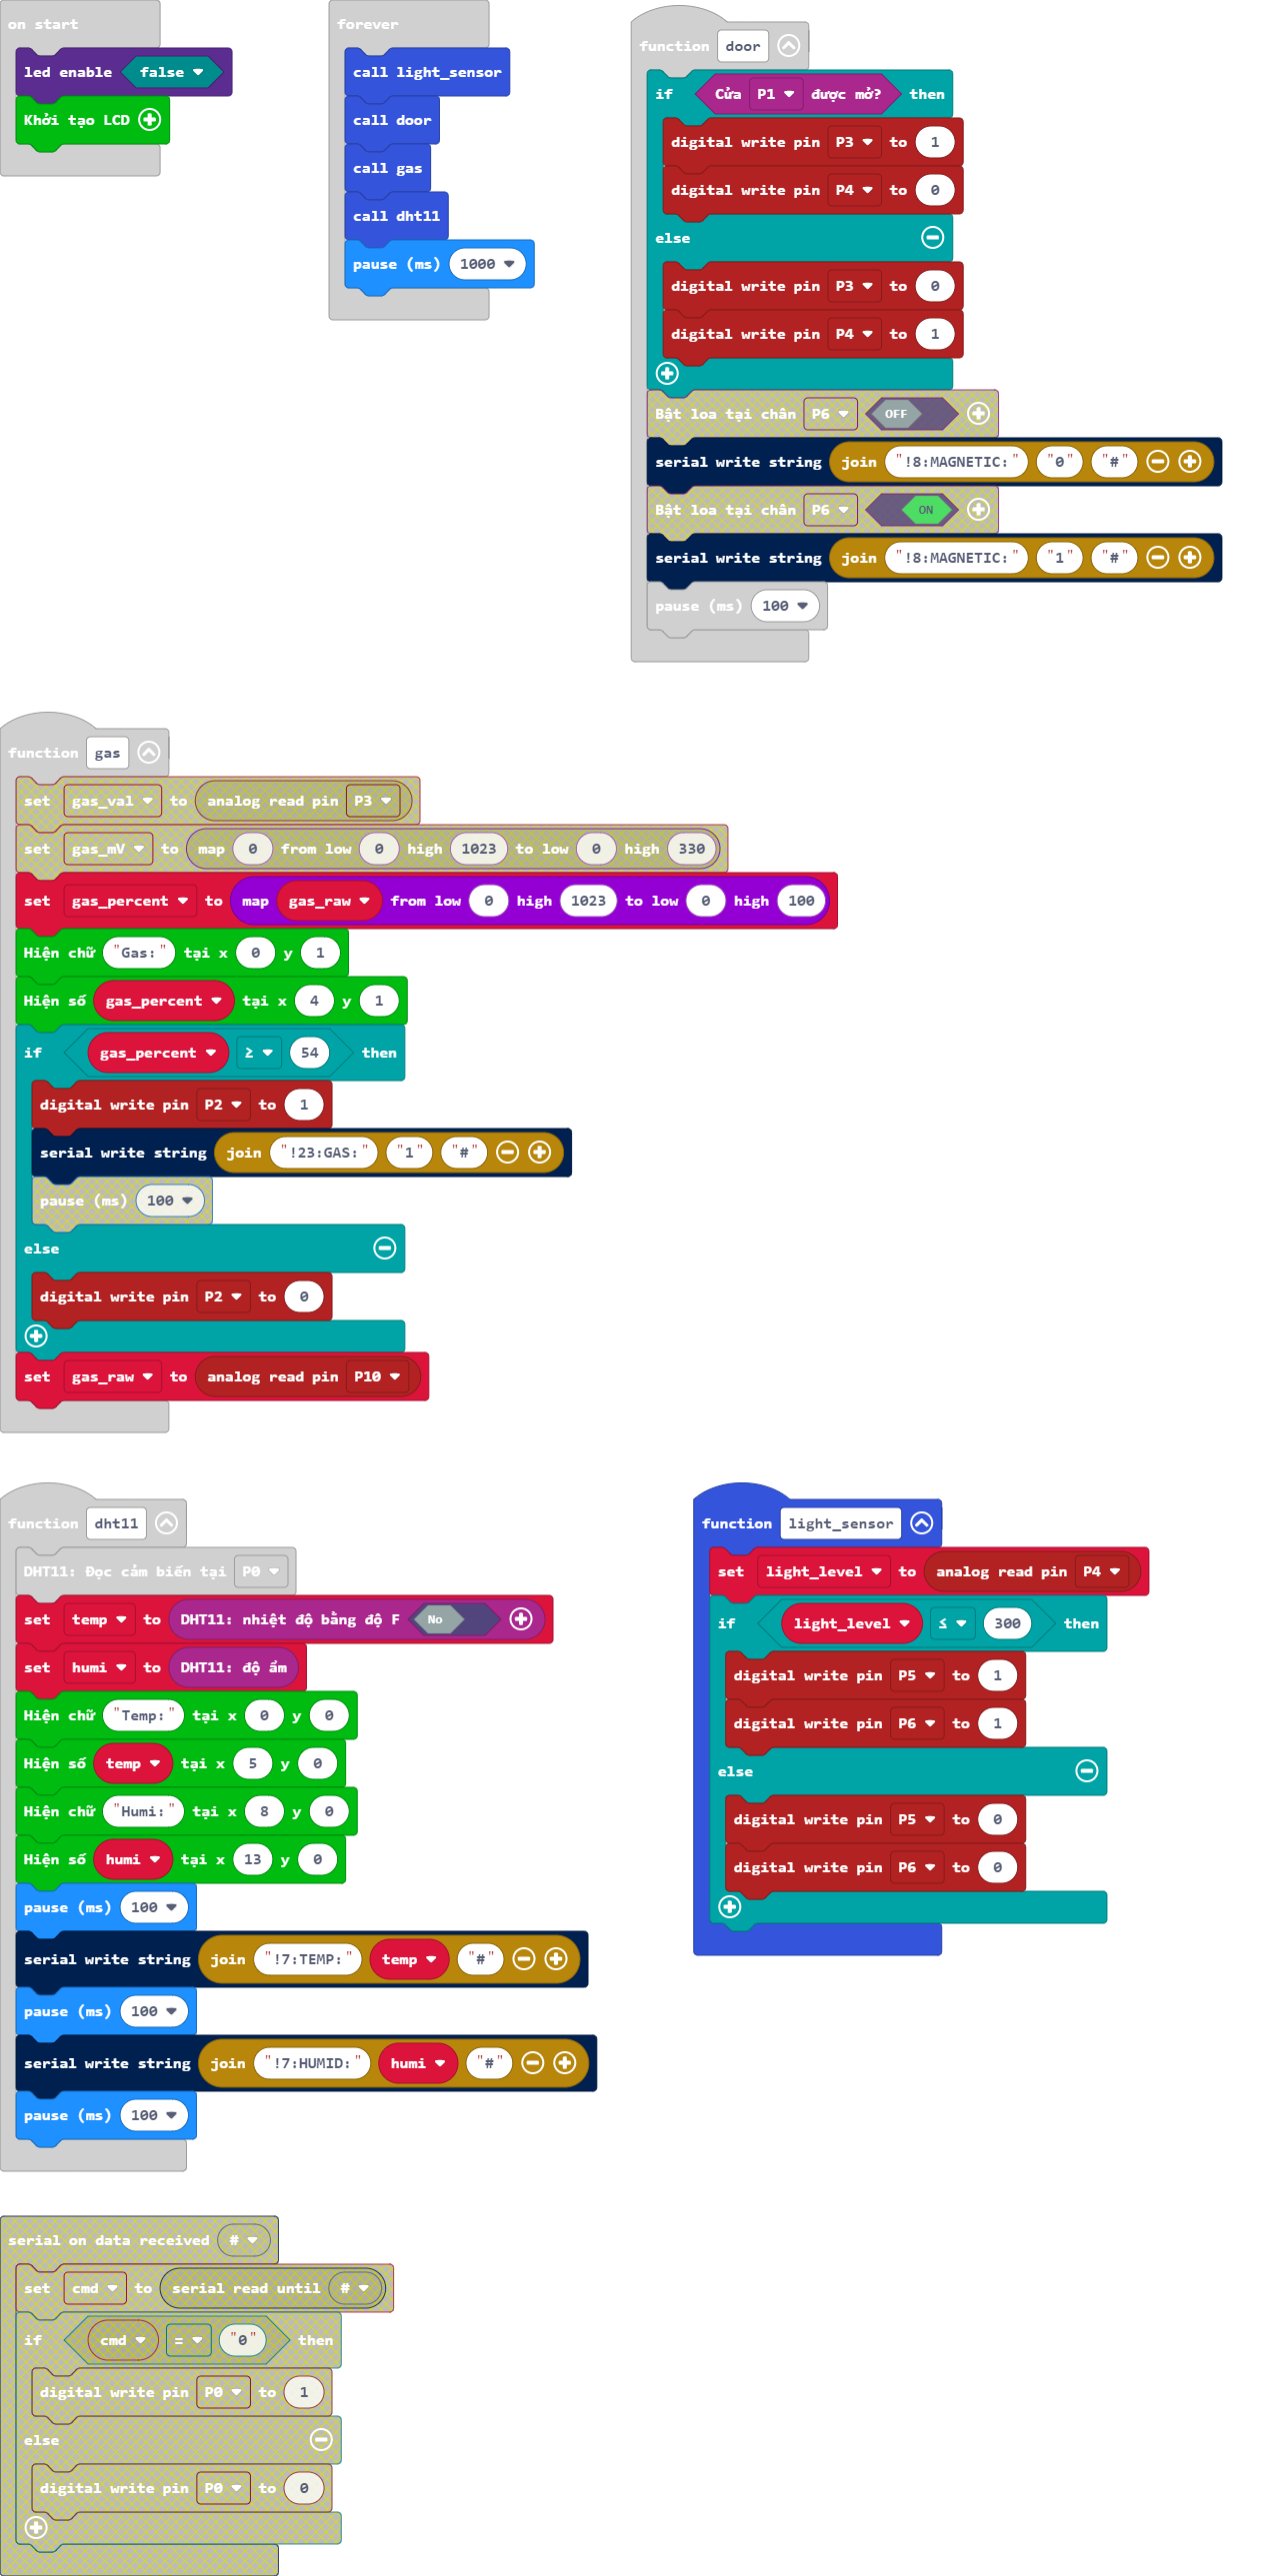 on start
led enable false
Khởi tạo LCD
forever
call light_sensor
call door
call gas
call dht11
pause (ms) 1000
function door
if Cửa P1 được mở? then
digital write pin P3 to 1
digital write pin P4 to 0
else
digital write pin P3 to 0
digital write pin P4 to 1
Bật loa tại chân P6 OFF
serial write string join "!8:MAGNETIC:" "0" "#"
Bật loa tại chân P6 ON
serial write string join "!8:MAGNETIC:" "1" "#"
pause (ms) 100
function gas
set gas_val to analog read pin P3
set gas_mV to map 0 from low 0 high 1023 to low 0 high 330
set gas_percent to map gas_raw from low 0 high 1023 to low 0 high 100
Hiện chữ "Gas:" tại x 0 y 1
Hiện số gas_percent tại x 4 y 1
if gas_percent ≥ 54 then
digital write pin P2 to 1
serial write string join "!23:GAS:" "1" "#"
pause (ms) 100
else
digital write pin P2 to 0
set gas_raw to analog read pin P10
function dht11
DHT11: Đọc cảm biến tại P0
set temp to DHT11: nhiệt độ bằng độ F No
set humi to DHT11: độ ẩm
Hiện chữ "Temp:" tại x 0 y 0
Hiện số temp tại x 5 y 0
Hiện chữ "Humi:" tại x 8 y 0
Hiện số humi tại x 13 y 0
pause (ms) 100
serial write string join "!7:TEMP:" temp "#"
pause (ms) 100
serial write string join "!7:HUMID:" humi "#"
pause (ms) 100
function light_sensor
set light_level to analog read pin P4
if light_level ≤ 300 then
digital write pin P5 to 1
digital write pin P6 to 1
else
digital write pin P5 to 0
digital write pin P6 to 0
serial on data received #
set cmd to serial read until #
if cmd = "0" then
digital write pin P0 to 1
else
digital write pin P0 to 0